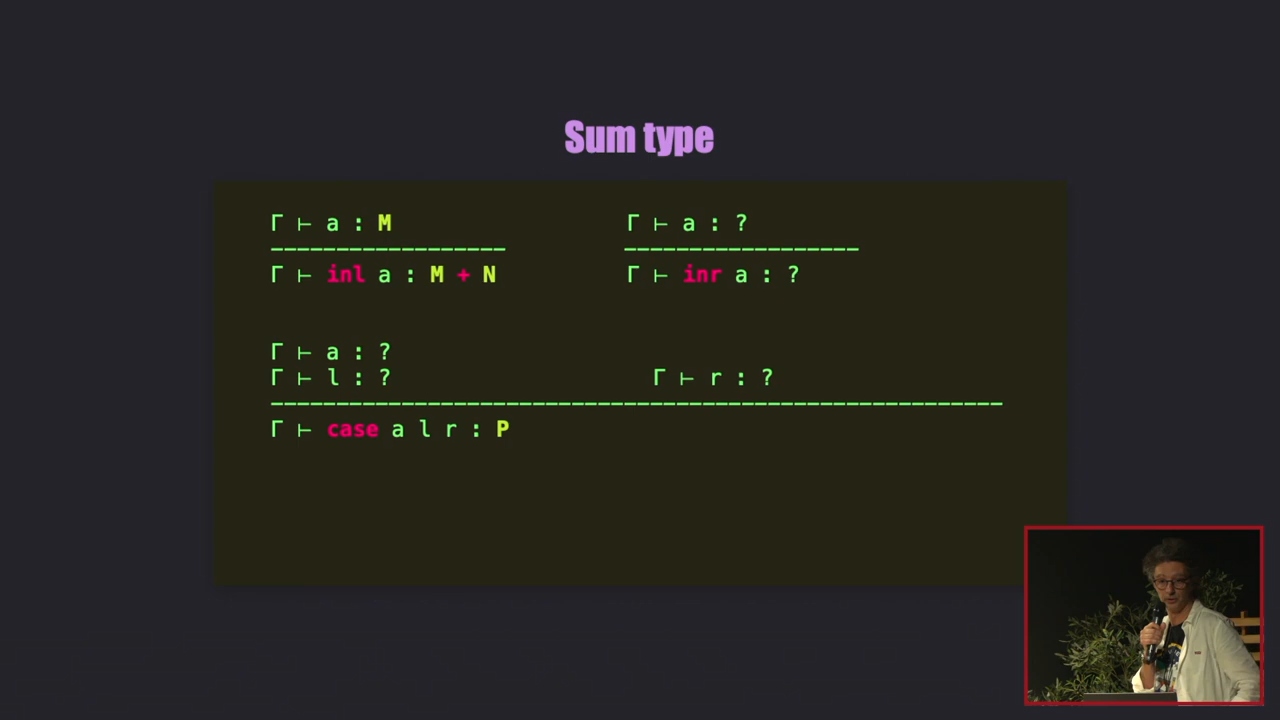 Sum type
Γ ⊢ a : M    Γ ⊢ a : ?
------------------    ------------------
Γ ⊢ inl a : M + N    Γ ⊢ inr a : ?
Γ ⊢ a : ?
Γ ⊢ l : ?    Γ ⊢ r : ?
--------------------------------------------------------
Γ ⊢ case a l r : P